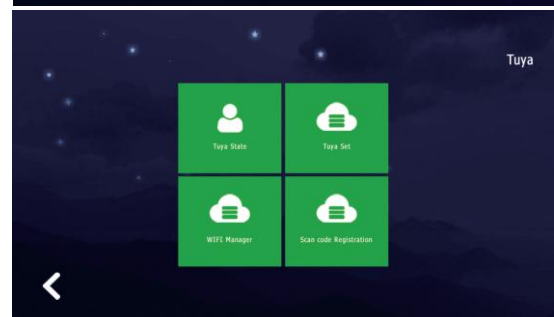 Tuya
Tuya State
Tuya Set
WIFI Manager
Scan code Registration